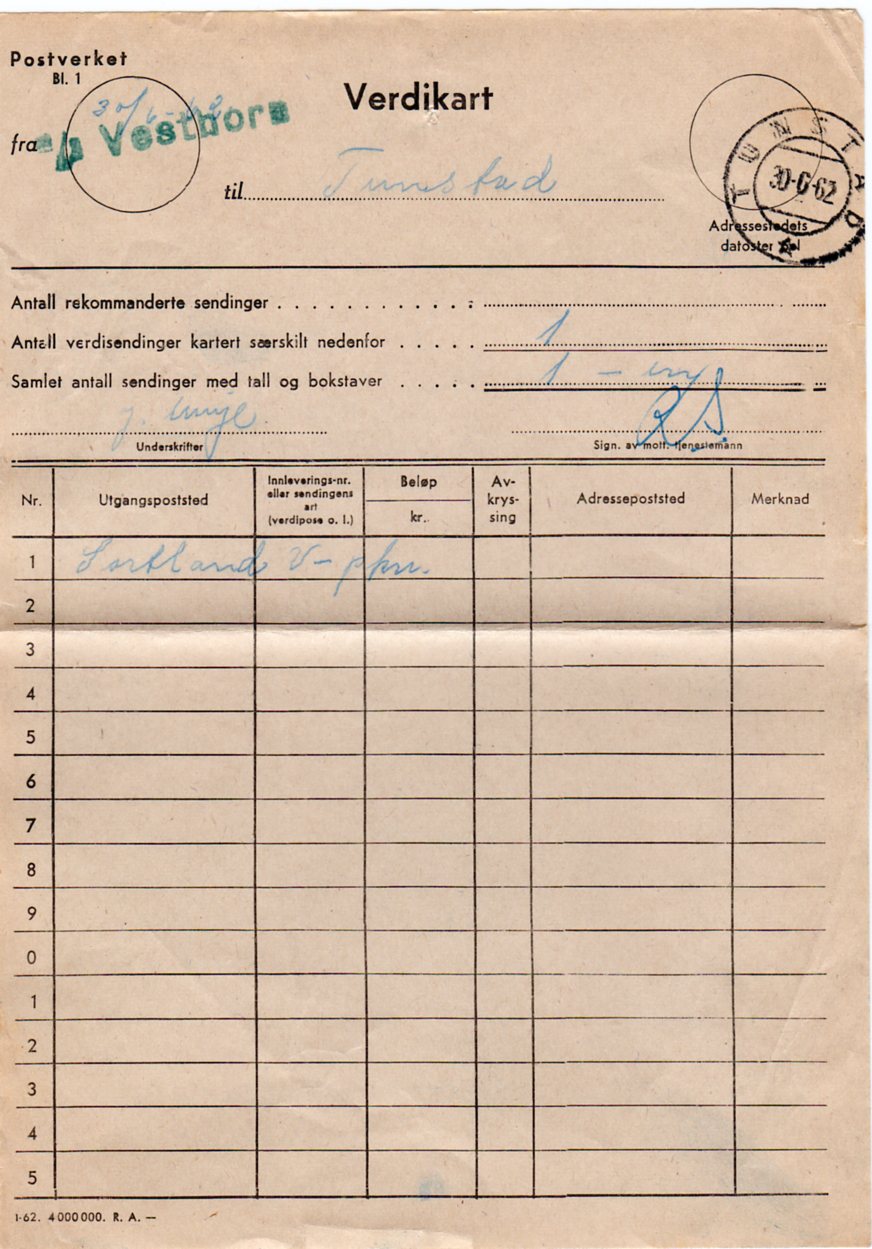 Postverket
Bl. 1
Verdikart
30/6-62
fra Vestbora
til Tunstad
TUNSTAD
30-6-62
Adressestedets
datostempel
Antall rekommanderte sendinger
Antall verdisendinger kartert særskilt nedenfor 1
Samlet antall sendinger med tall og bokstaver 1 - en
Underskrifter
Sign. av mott. tjenestemann
Nr. Utgangspoststed Innleverings-nr. eller sendingens art (verdipose o. l.) Beløp kr. Av-krys-sing Adressepoststed Merknad
1 Sortland V-pkn.
2
3
4
5
6
7
8
9
0
1
2
3
4
5
1-62. 4 000 000. R. A. —